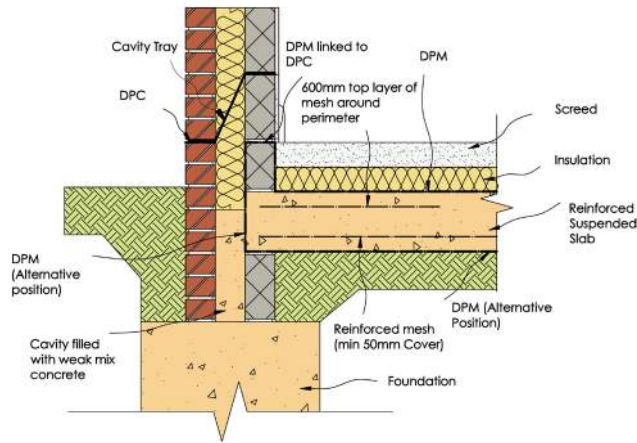 Cavity Tray
DPC
DPM linked to
DPC
600mm top layer of
mesh around
perimeter
DPM
Screed
Insulation
Reinforced
Suspended
Slab
DPM
(Alternative
position)
DPM (Alternative
Position)
Cavity filled
with weak mix
concrete
Reinforced mesh
(min 50mm Cover)
Foundation